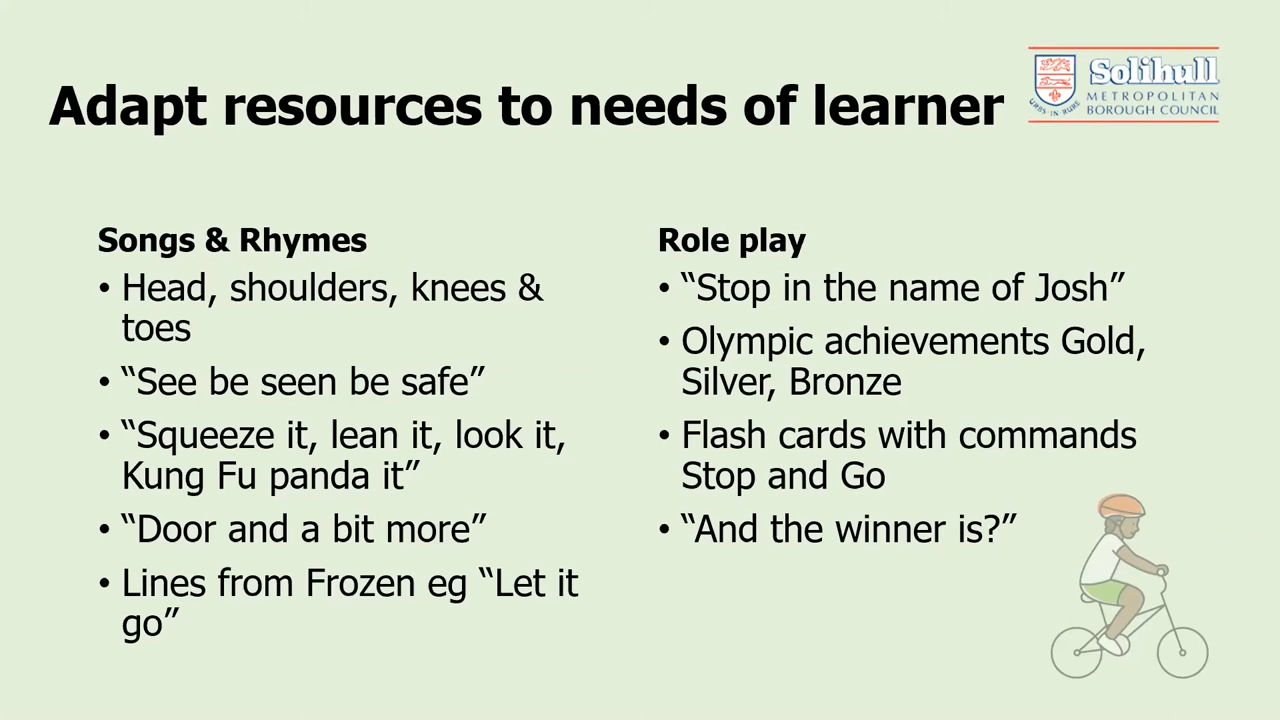 Adapt resources to needs of learner
Solihull
METROPOLITAN
BOROUGH COUNCIL
URBS IN RURE
Songs & Rhymes
• Head, shoulders, knees &
toes
• “See be seen be safe”
• “Squeeze it, lean it, look it,
Kung Fu panda it”
• “Door and a bit more”
• Lines from Frozen eg “Let it
go”
Role play
• “Stop in the name of Josh”
• Olympic achievements Gold,
Silver, Bronze
• Flash cards with commands
Stop and Go
• “And the winner is?”